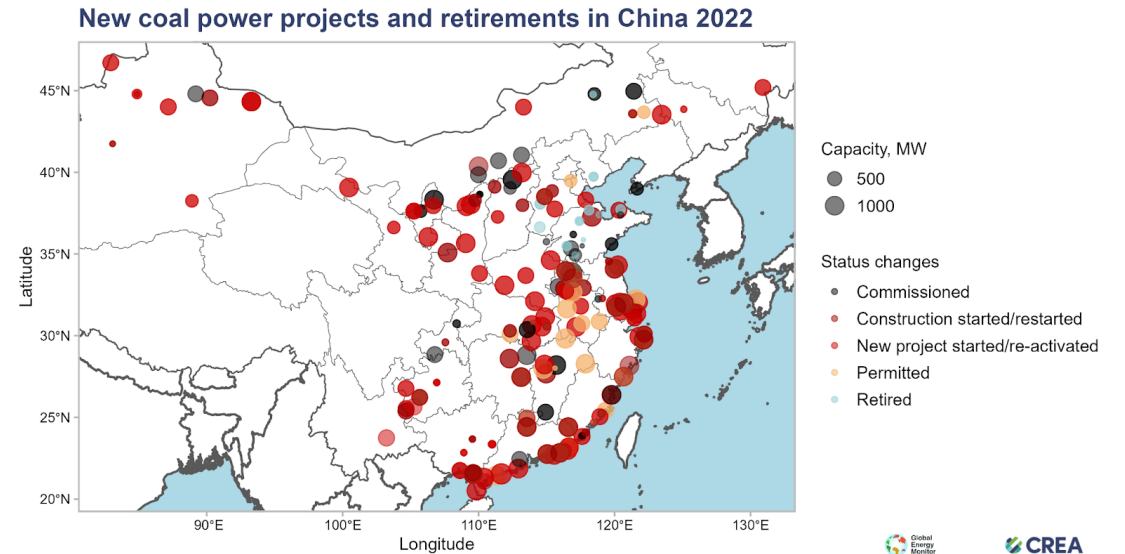 New coal power projects and retirements in China 2022
45°N
40°N
35°N
30°N
25°N
20°N
Latitude
90°E
100°E
110°E
120°E
130°E
Longitude
Capacity, MW
500
1000
Status changes
Commissioned
Construction started/restarted
New project started/re-activated
Permitted
Retired
Global
Energy
Monitor
CREA